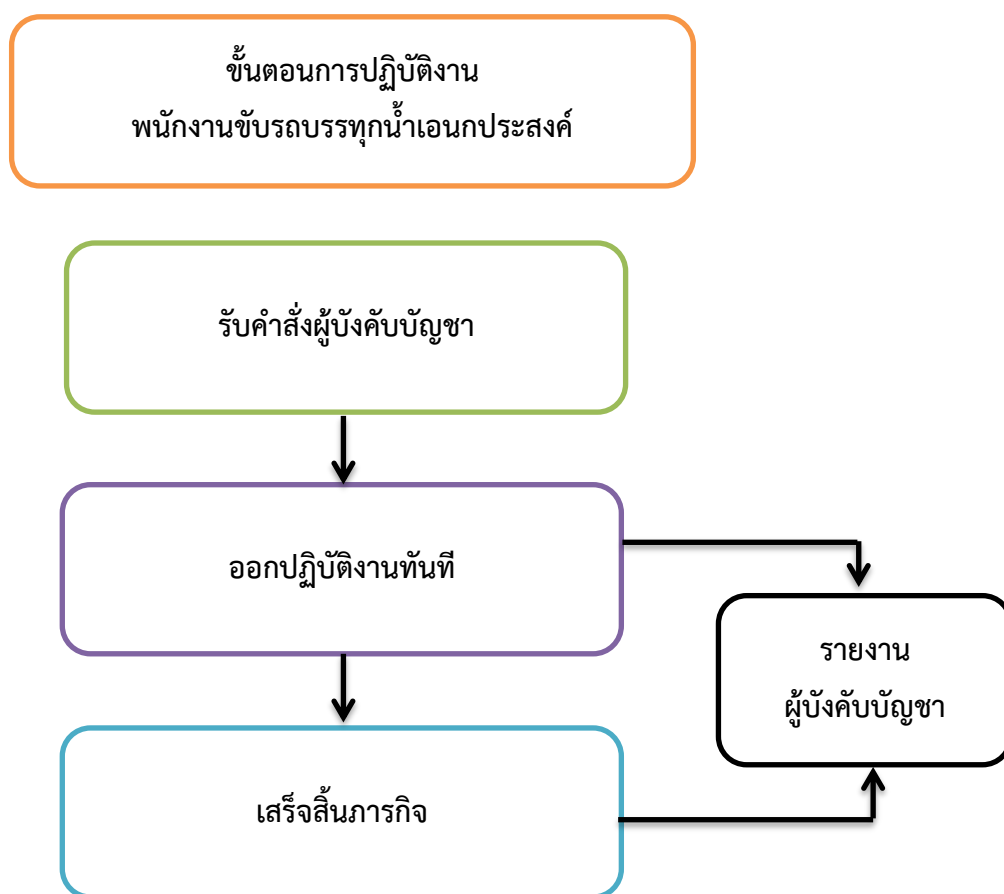 ขั้นตอนการปฏิบัติงาน
พนักงานขับรถบรรทุกน้ำเอนกประสงค์
รับคำสั่งผู้บังคับบัญชา
ออกปฏิบัติงานทันที
รายงาน
ผู้บังคับบัญชา
เสร็จสิ้นภารกิจ